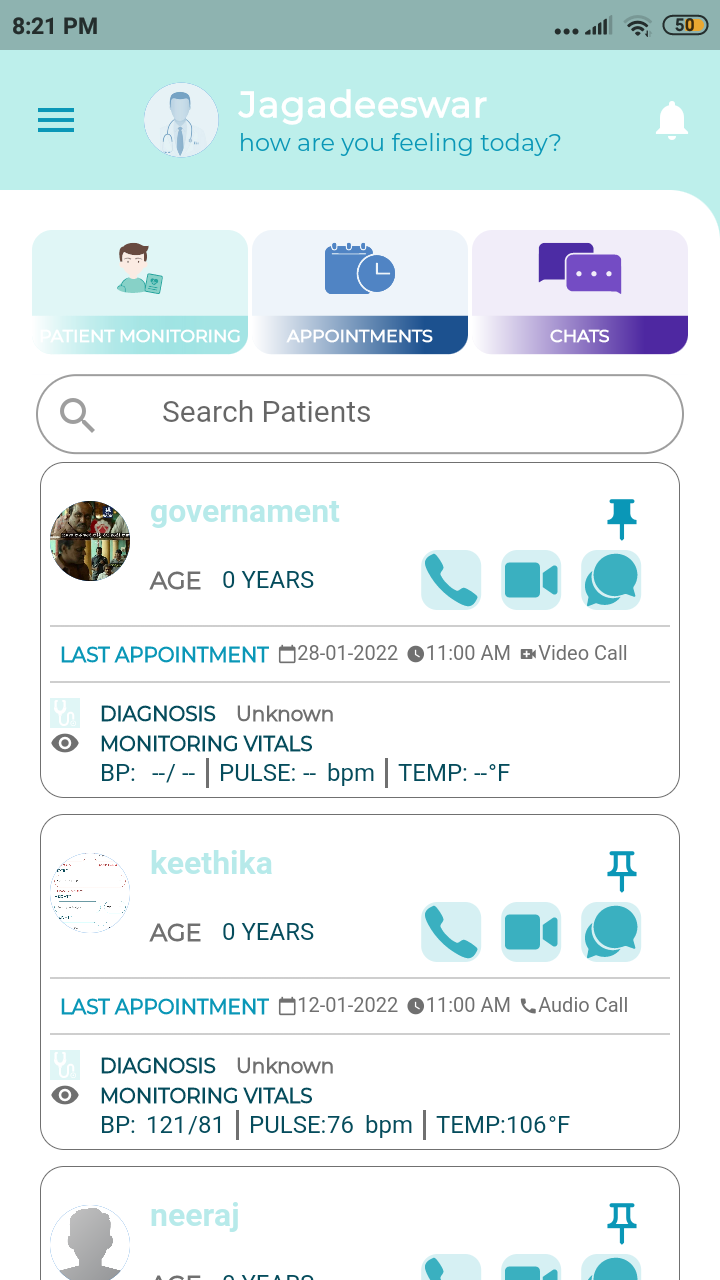 8:21 PM
50
Jagadeeswar
how are you feeling today?
PATIENT MONITORING
APPOINTMENTS
CHATS
Search Patients
governament
AGE 0 YEARS
LAST APPOINTMENT 28-01-2022 11:00 AM Video Call
DIAGNOSIS Unknown
MONITORING VITALS
BP: --/ -- | PULSE: -- bpm | TEMP: --°F
keethika
AGE 0 YEARS
LAST APPOINTMENT 12-01-2022 11:00 AM Audio Call
DIAGNOSIS Unknown
MONITORING VITALS
BP: 121/81 | PULSE:76 bpm | TEMP:106°F
neeraj
AGE 0 YEARS